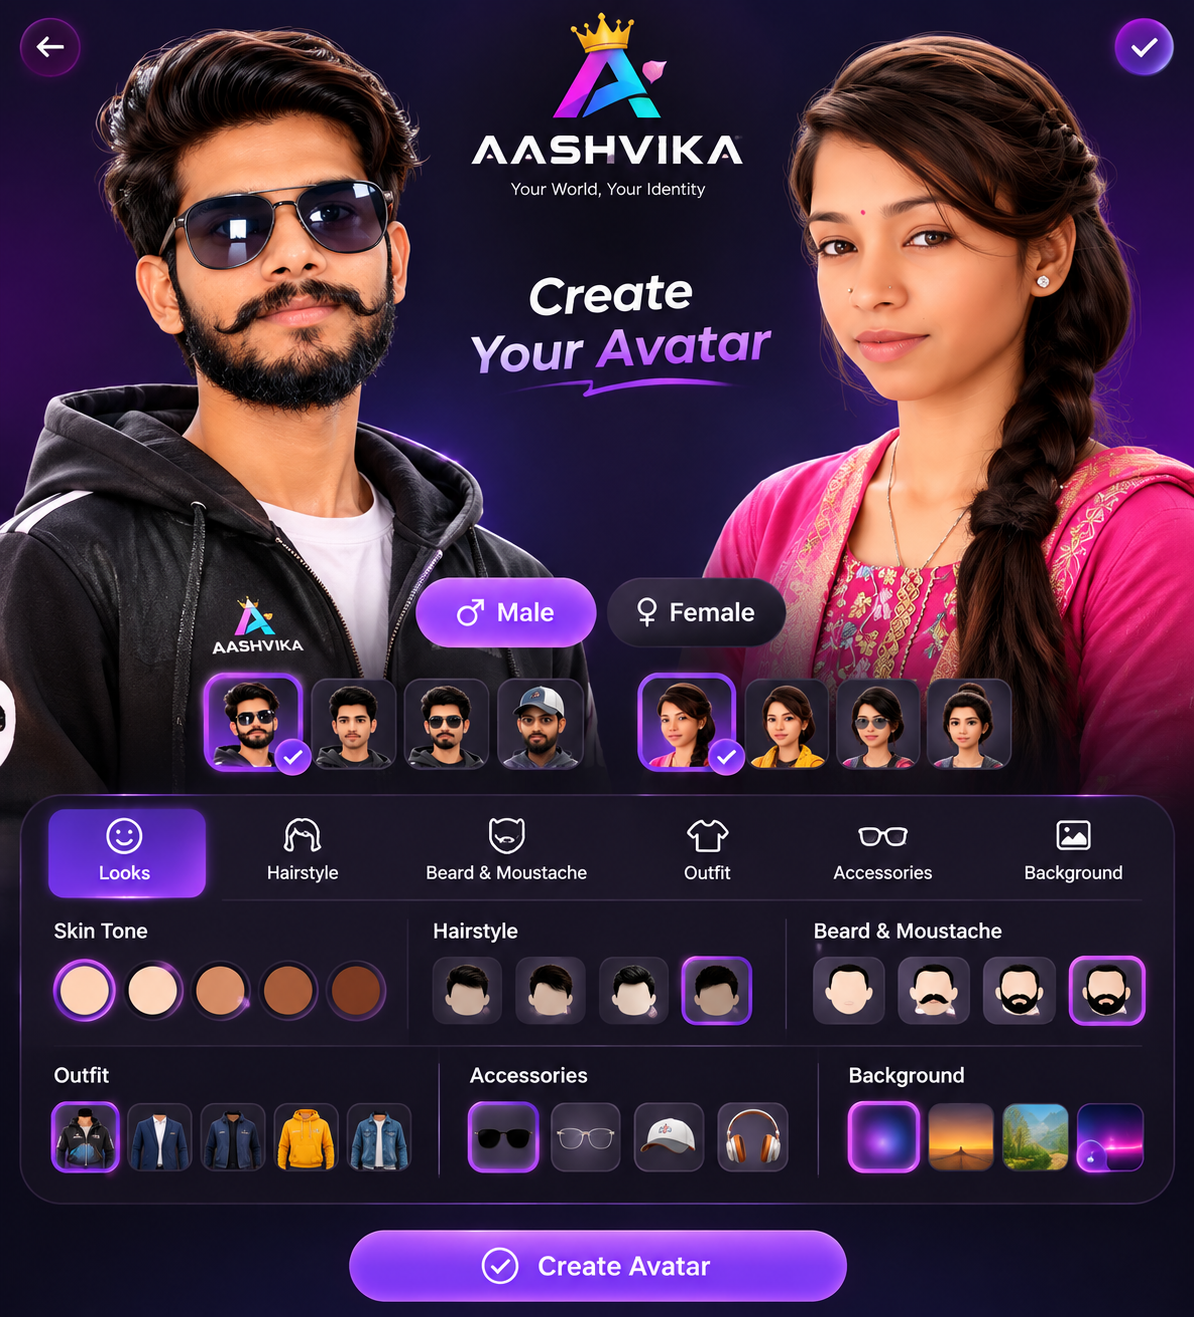 AASHVIKA
Your World, Your Identity
Create
Your Avatar
AASHVIKA
Male
Female
Looks
Hairstyle
Beard & Moustache
Outfit
Accessories
Background
Skin Tone
Hairstyle
Beard & Moustache
Outfit
Accessories
Background
Create Avatar